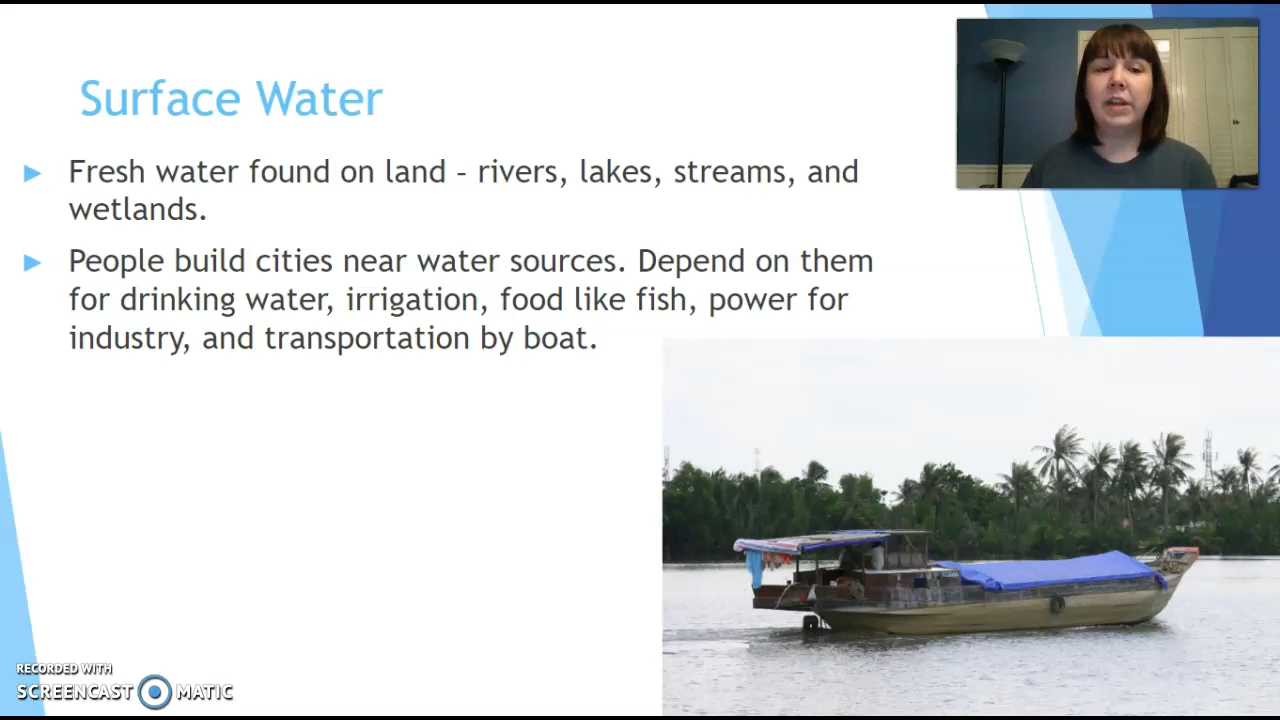 Surface Water
Fresh water found on land – rivers, lakes, streams, and
wetlands.
People build cities near water sources. Depend on them
for drinking water, irrigation, food like fish, power for
industry, and transportation by boat.
RECORDED WITH
SCREENCAST MATIC